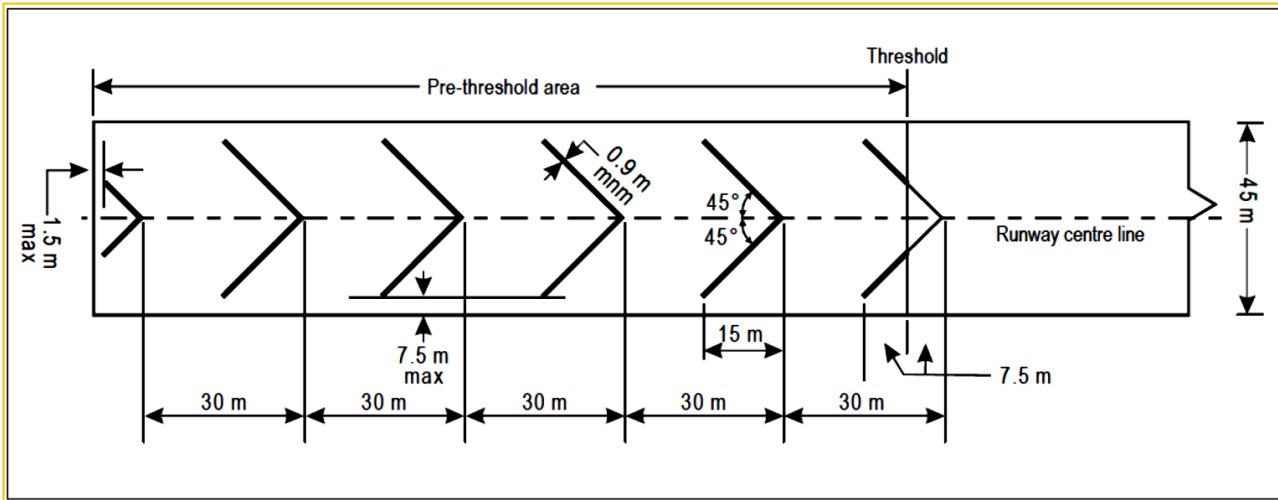 Threshold
Pre-threshold area
0.9 m
mnm
45°
45°
1.5 m
max
Runway centre line
45 m
15 m
7.5 m
max
7.5 m
30 m
30 m
30 m
30 m
30 m